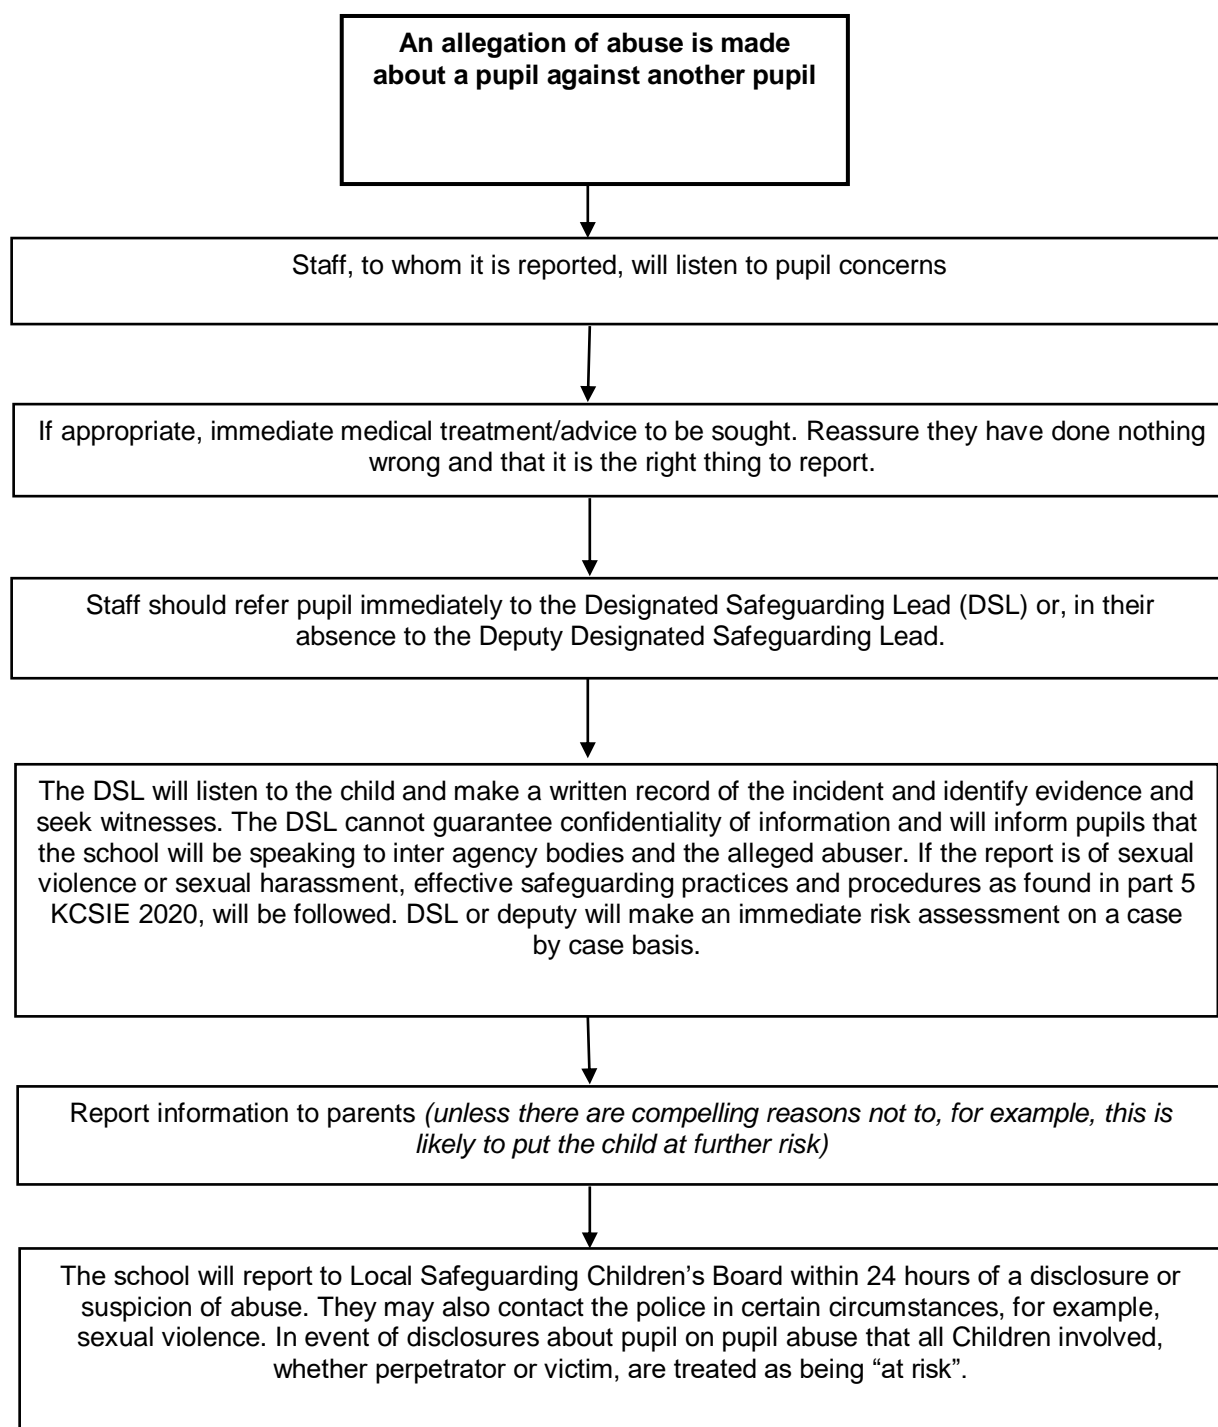 An allegation of abuse is made
about a pupil against another pupil
Staff, to whom it is reported, will listen to pupil concerns
If appropriate, immediate medical treatment/advice to be sought. Reassure they have done nothing
wrong and that it is the right thing to report.
Staff should refer pupil immediately to the Designated Safeguarding Lead (DSL) or, in their
absence to the Deputy Designated Safeguarding Lead.
The DSL will listen to the child and make a written record of the incident and identify evidence and
seek witnesses. The DSL cannot guarantee confidentiality of information and will inform pupils that
the school will be speaking to inter agency bodies and the alleged abuser. If the report is of sexual
violence or sexual harassment, effective safeguarding practices and procedures as found in part 5
KCSIE 2020, will be followed. DSL or deputy will make an immediate risk assessment on a case
by case basis.
Report information to parents (unless there are compelling reasons not to, for example, this is
likely to put the child at further risk)
The school will report to Local Safeguarding Children’s Board within 24 hours of a disclosure or
suspicion of abuse. They may also contact the police in certain circumstances, for example,
sexual violence. In event of disclosures about pupil on pupil abuse that all Children involved,
whether perpetrator or victim, are treated as being “at risk”.